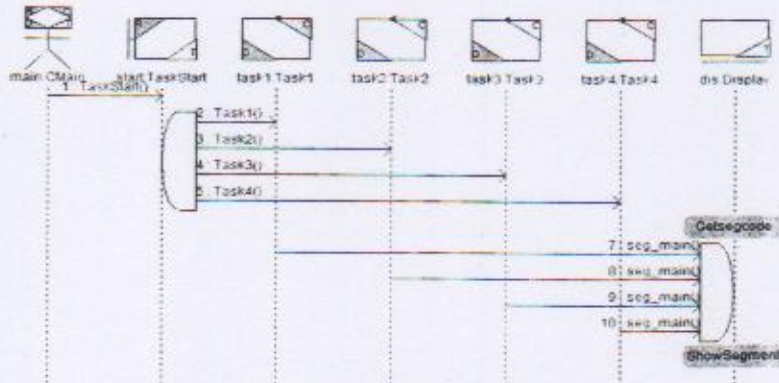 main:CMain start:TaskStart task1:Task1 task2:Task2 task3:Task3 task4:Task4 dis:Display
1 : TaskStart()
2 : Task1()
3 : Task2()
4 : Task3()
5 : Task4()
Getsegcode
7 : seg_main()
8 : seg_main()
9 : seg_main()
10 : seg_main()
ShowSegment